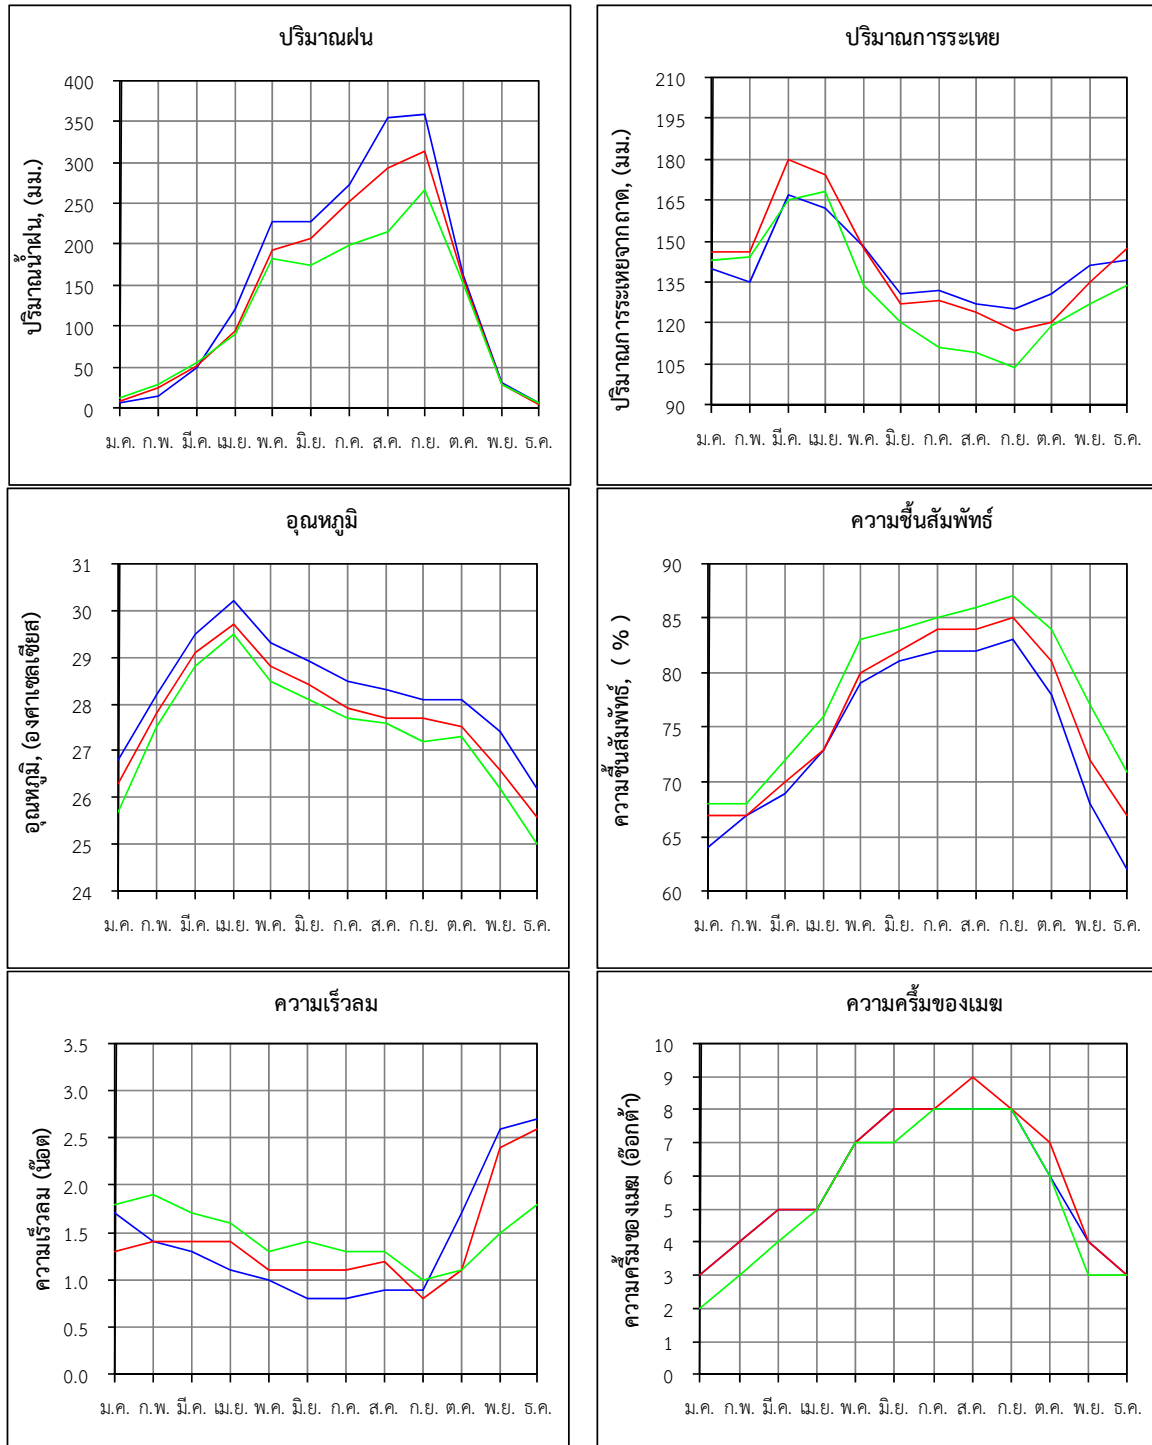 ปริมาณฝน
ปริมาณน้ำฝน, (มม.)
400
350
300
250
200
150
100
50
0
ม.ค. ก.พ. มี.ค. เม.ย. พ.ค. มิ.ย. ก.ค. ส.ค. ก.ย. ต.ค. พ.ย. ธ.ค.
ปริมาณการระเหย
ปริมาณการระเหยจากถาด, (มม.)
210
195
180
165
150
135
120
105
90
ม.ค. ก.พ. มี.ค. เม.ย. พ.ค. มิ.ย. ก.ค. ส.ค. ก.ย. ต.ค. พ.ย. ธ.ค.
อุณหภูมิ
อุณหภูมิ, (องศาเซลเซียส)
31
30
29
28
27
26
25
24
ม.ค. ก.พ. มี.ค. เม.ย. พ.ค. มิ.ย. ก.ค. ส.ค. ก.ย. ต.ค. พ.ย. ธ.ค.
ความชื้นสัมพัทธ์
ความชื้นสัมพัทธ์, ( % )
90
85
80
75
70
65
60
ม.ค. ก.พ. มี.ค. เม.ย. พ.ค. มิ.ย. ก.ค. ส.ค. ก.ย. ต.ค. พ.ย. ธ.ค.
ความเร็วลม
ความเร็วลม (น๊อต)
3.5
3.0
2.5
2.0
1.5
1.0
0.5
0.0
ม.ค. ก.พ. มี.ค. เม.ย. พ.ค. มิ.ย. ก.ค. ส.ค. ก.ย. ต.ค. พ.ย. ธ.ค.
ความครึ้มของเมฆ
ความครึ้มของเมฆ (อ๊อกต้า)
10
9
8
7
6
5
4
3
2
1
0
ม.ค. ก.พ. มี.ค. เม.ย. พ.ค. มิ.ย. ก.ค. ส.ค. ก.ย. ต.ค. พ.ย. ธ.ค.